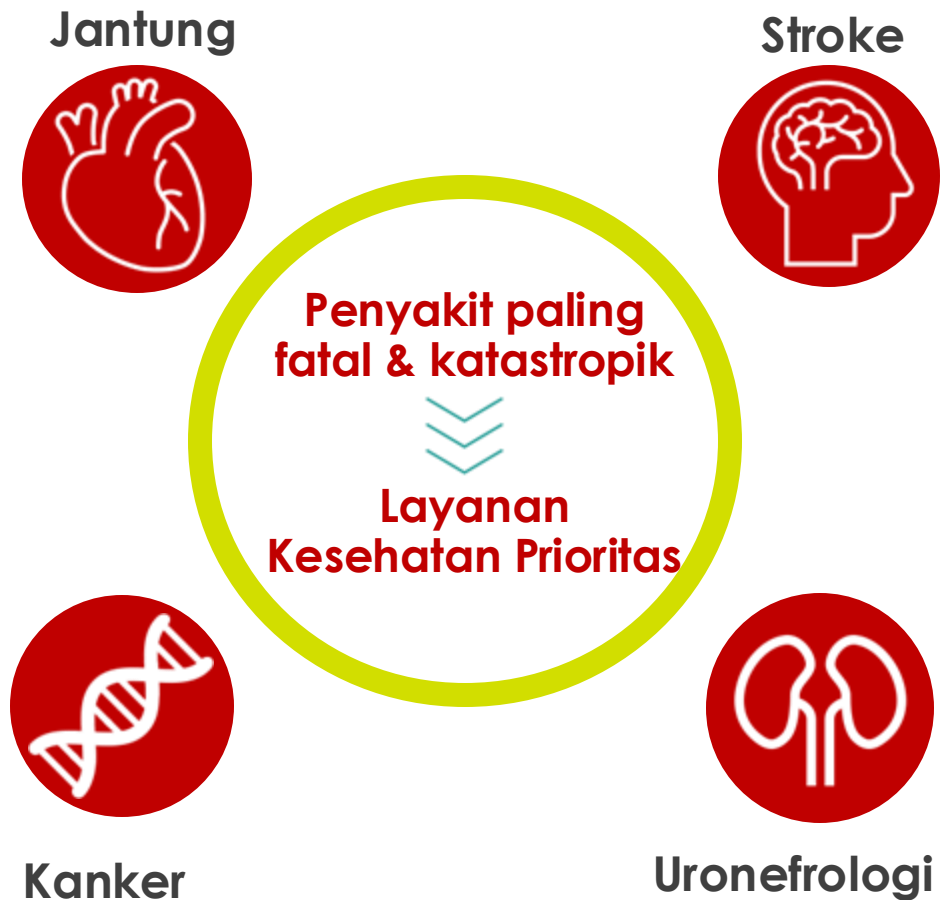 Jantung
Stroke
Penyakit paling
fatal & katastropik
Layanan
Kesehatan Prioritas
Kanker
Uronefrologi